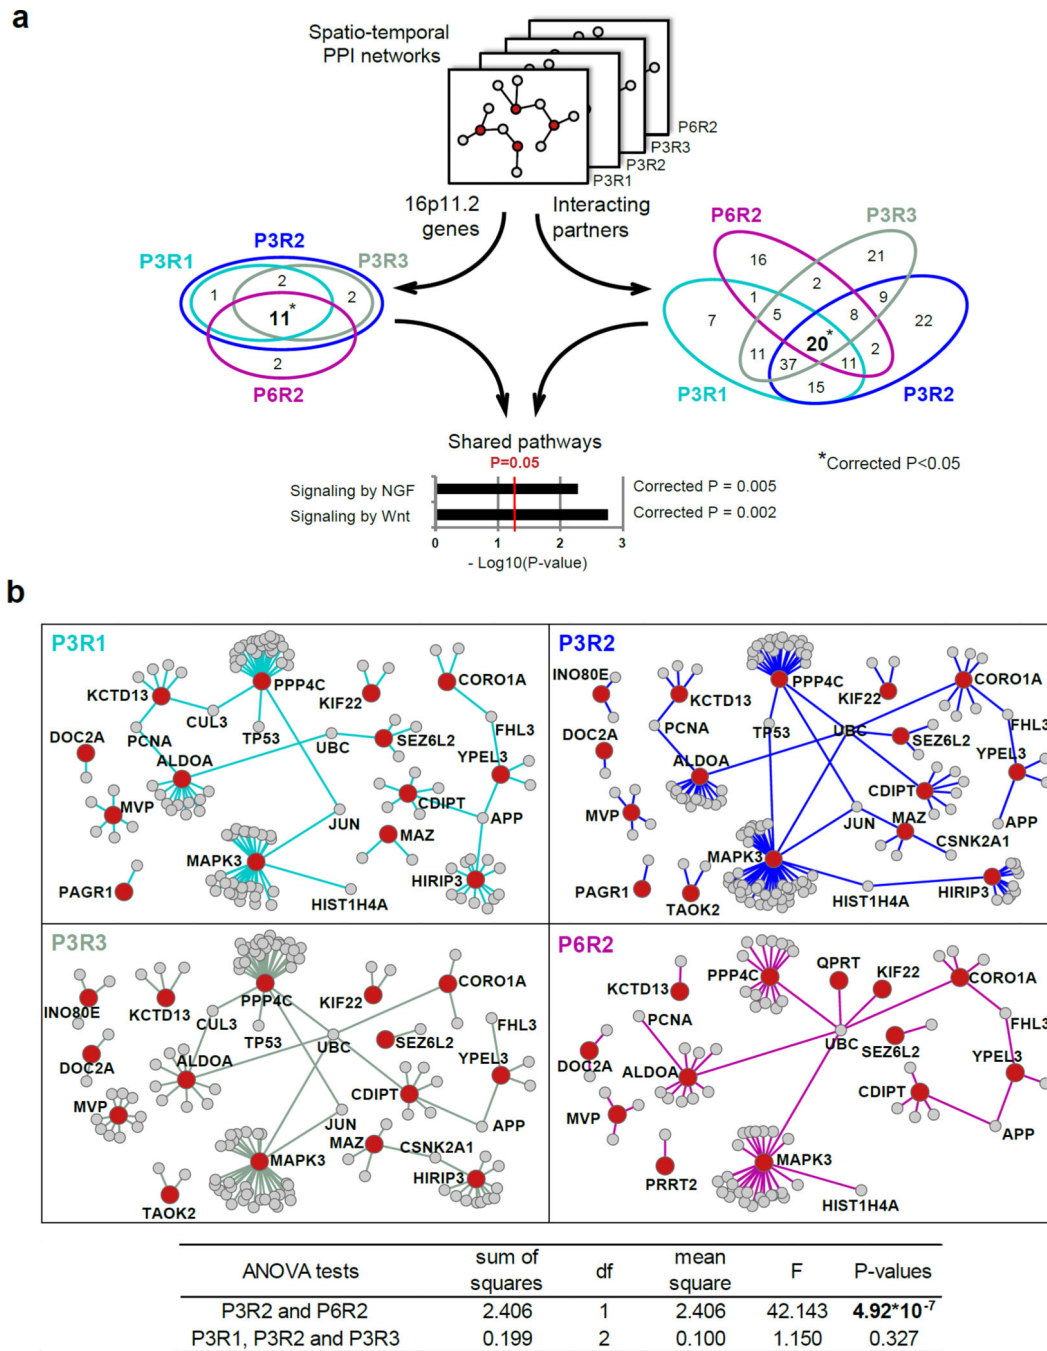 a
Spatio-temporal
PPI networks
P6R2
P3R3
P3R2
P3R1
16p11.2
genes
Interacting
partners
P3R2
P3R1
P3R3
1
2
2
11*
2
P6R2
P6R2
P3R3
16
21
1
2
9
7
5
8
22
20*
11
37
11
2
15
P3R1
P3R2
Shared pathways
P=0.05
*Corrected P<0.05
Signaling by NGF
Corrected P = 0.005
Signaling by Wnt
Corrected P = 0.002
0 1 2 3
- Log10(P-value)
b
P3R1
KCTD13
PPP4C
KIF22
CORO1A
CUL3
DOC2A
PCNA
TP53
UBC
SEZ6L2
FHL3
ALDOA
YPEL3
MVP
CDIPT
JUN
APP
MAZ
MAPK3
PAGR1
HIST1H4A
HIRIP3
P3R2
INO80E
PPP4C
KCTD13
KIF22
CORO1A
DOC2A
PCNA
TP53
UBC
SEZ6L2
FHL3
ALDOA
YPEL3
CDIPT
MVP
JUN
MAZ
APP
MAPK3
CSNK2A1
PAGR1
TAOK2
HIST1H4A
HIRIP3
P3R3
INO80E
KCTD13
PPP4C
KIF22
CORO1A
CUL3
TP53
UBC
SEZ6L2
FHL3
DOC2A
ALDOA
YPEL3
MVP
CDIPT
JUN
APP
MAZ
CSNK2A1
MAPK3
HIRIP3
TAOK2
P6R2
KCTD13
PPP4C
QPRT
KIF22
CORO1A
PCNA
UBC
SEZ6L2
FHL3
DOC2A
ALDOA
YPEL3
CDIPT
MVP
APP
PRRT2
MAPK3
HIST1H4A
ANOVA tests sum of squares df mean square F P-values
P3R2 and P6R2 2.406 1 2.406 42.143 4.92*10-7
P3R1, P3R2 and P3R3 0.199 2 0.100 1.150 0.327